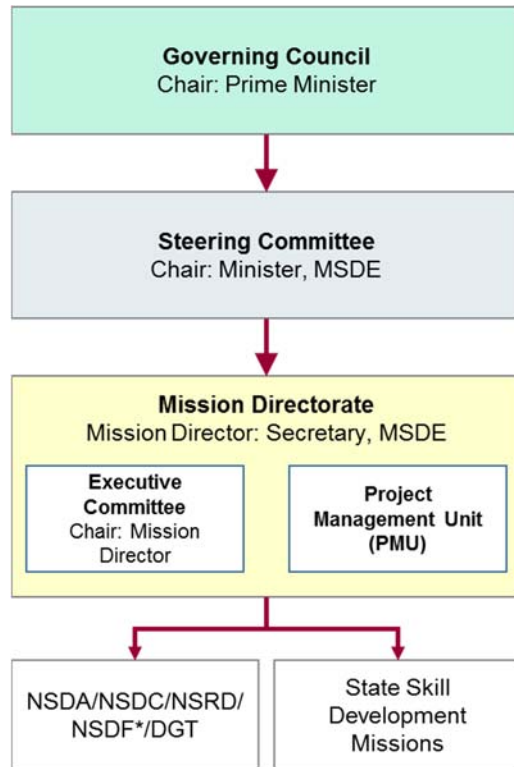 Governing Council
Chair: Prime Minister
Steering Committee
Chair: Minister, MSDE
Mission Directorate
Mission Director: Secretary, MSDE
Executive
Committee
Chair: Mission
Director
Project
Management Unit
(PMU)
NSDA/NSDC/NSRD/
NSDF*/DGT
State Skill
Development
Missions